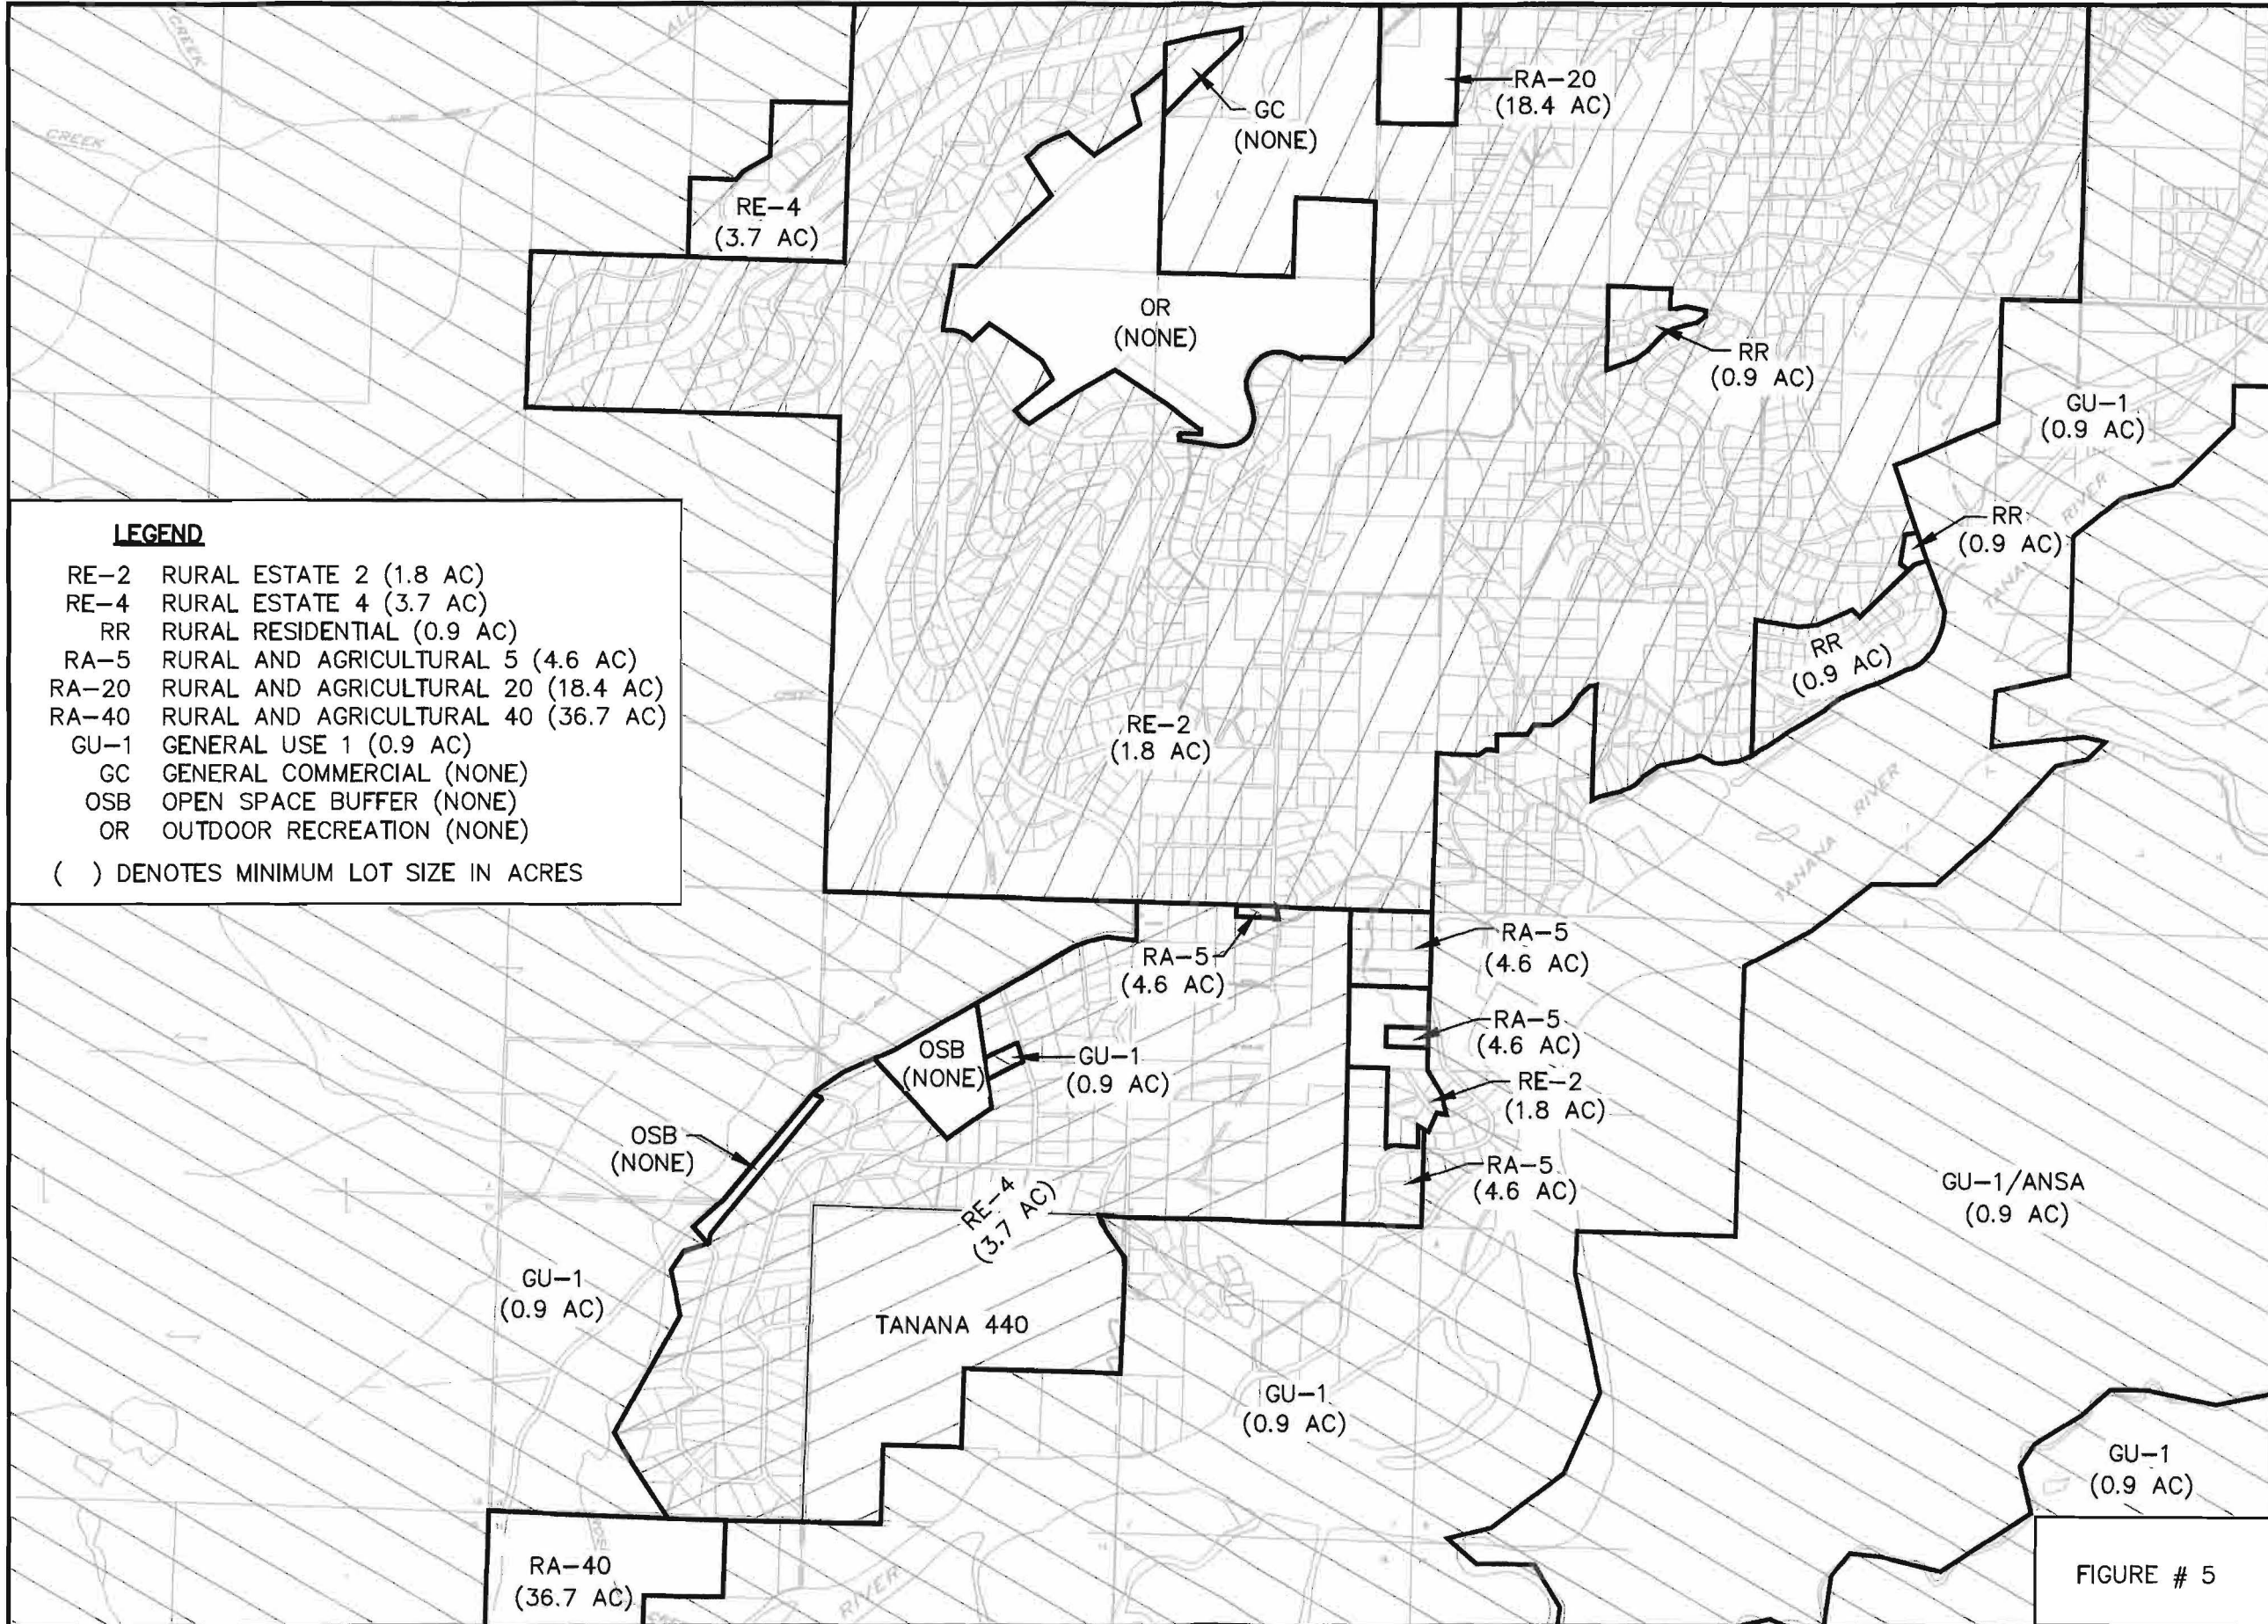 CREEK
CREEK
RA-20
(18.4 AC)
GC
(NONE)
RE-4
(3.7 AC)
OR
(NONE)
RR
(0.9 AC)
GU-1
(0.9 AC)
RR
(0.9 AC)
TANANA RIVER
RR
(0.9 AC)
LEGEND
RE-2 RURAL ESTATE 2 (1.8 AC)
RE-4 RURAL ESTATE 4 (3.7 AC)
RR RURAL RESIDENTIAL (0.9 AC)
RA-5 RURAL AND AGRICULTURAL 5 (4.6 AC)
RA-20 RURAL AND AGRICULTURAL 20 (18.4 AC)
RA-40 RURAL AND AGRICULTURAL 40 (36.7 AC)
GU-1 GENERAL USE 1 (0.9 AC)
GC GENERAL COMMERCIAL (NONE)
OSB OPEN SPACE BUFFER (NONE)
OR OUTDOOR RECREATION (NONE)
( ) DENOTES MINIMUM LOT SIZE IN ACRES
RE-2
(1.8 AC)
TANANA RIVER
RA-5
(4.6 AC)
RA-5
(4.6 AC)
RA-5
(4.6 AC)
OSB
(NONE)
GU-1
(0.9 AC)
RE-2
(1.8 AC)
OSB
(NONE)
RA-5
(4.6 AC)
RE-4
(3.7 AC)
GU-1/ANSA
(0.9 AC)
GU-1
(0.9 AC)
TANANA 440
GU-1
(0.9 AC)
GU-1
(0.9 AC)
RA-40
(36.7 AC)
RIVER
FIGURE # 5